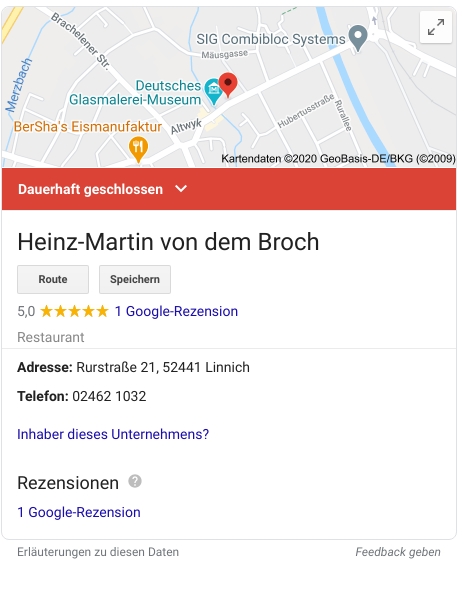 Brachelener Str.
SIG Combibloc Systems
Mäusgasse
Merzbach
Deutsches
Glasmalerei-Museum
Hubertusstraße
Rurallee
BerSha's Eismanufaktur
Altwyk
Kartendaten ©2020 GeoBasis-DE/BKG (©2009)
Dauerhaft geschlossen
Heinz-Martin von dem Broch
Route Speichern
5,0 1 Google-Rezension
Restaurant
Adresse: Rurstraße 21, 52441 Linnich
Telefon: 02462 1032
Inhaber dieses Unternehmens?
Rezensionen ?
1 Google-Rezension
Erläuterungen zu diesen Daten Feedback geben